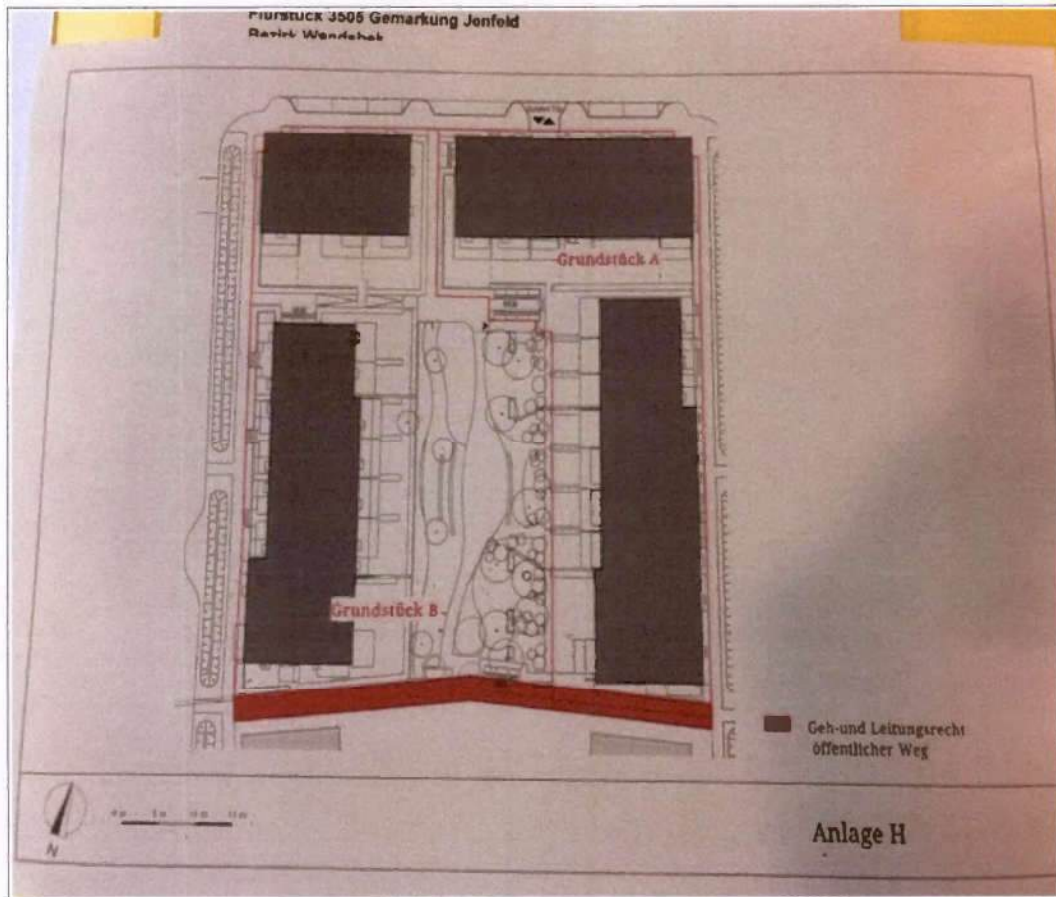 Flurstück 3505 Gemarkung Jenfeld
Bezirk Wandsbek
Grundstück A
Grundstück B
Geh-und Leitungsrecht
öffentlicher Weg
N
Anlage H